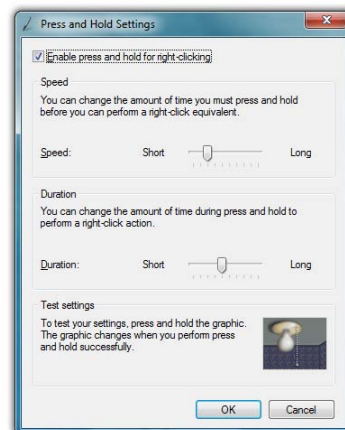 Press and Hold Settings
Enable press and hold for right-clicking
Speed
You can change the amount of time you must press and hold
before you can perform a right-click equivalent.
Speed: Short Long
Duration
You can change the amount of time during press and hold to
perform a right-click action.
Duration: Short Long
Test settings
To test your settings, press and hold the graphic.
The graphic changes when you perform press
and hold successfully.
OK Cancel